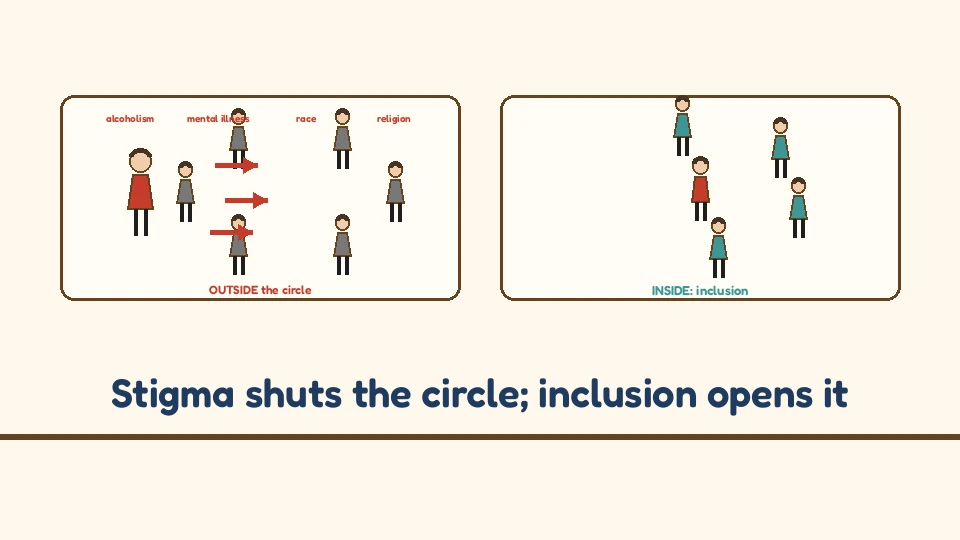 alcoholism mental illness race religion
OUTSIDE the circle
INSIDE: inclusion
Stigma shuts the circle; inclusion opens it